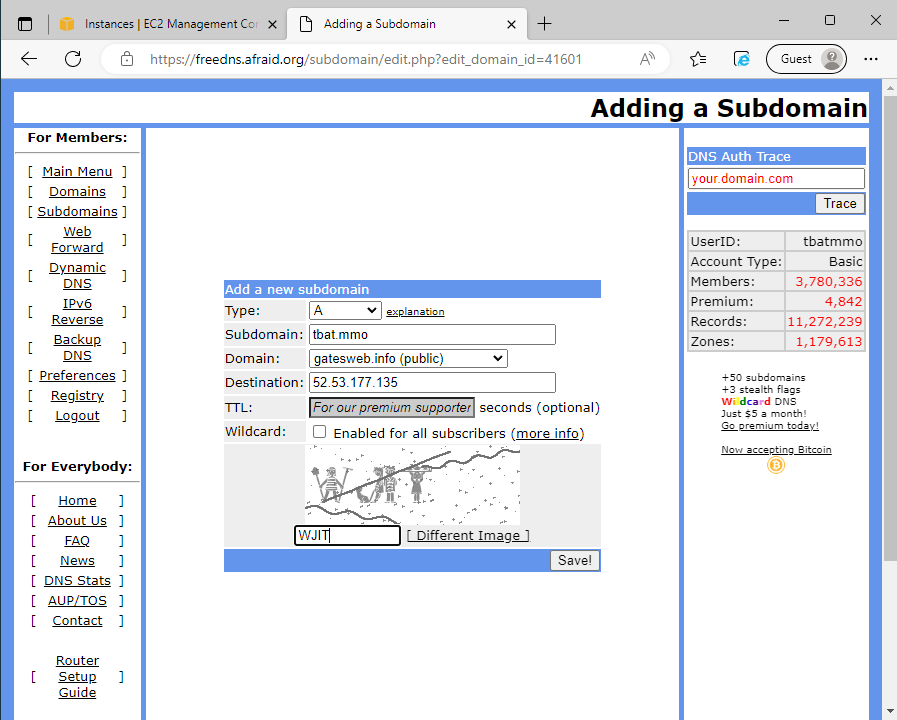 Instances | EC2 Management Con
Adding a Subdomain
https://freedns.afraid.org/subdomain/edit.php?edit_domain_id=41601
Guest
Adding a Subdomain
For Members:
[ Main Menu ]
[ Domains ]
[ Subdomains ]
[ Web Forward ]
[ Dynamic DNS ]
[ IPv6 Reverse ]
[ Backup DNS ]
[ Preferences ]
[ Registry ]
[ Logout ]
For Everybody:
[ Home ]
[ About Us ]
[ FAQ ]
[ News ]
[ DNS Stats ]
[ AUP/TOS ]
[ Contact ]
[ Router Setup Guide ]
Add a new subdomain
Type: A explanation
Subdomain: tbat.mmo
Domain: gatesweb.info (public)
Destination: 52.53.177.135
TTL: For our premium supporter seconds (optional)
Wildcard: Enabled for all subscribers (more info)
WJIT
[ Different Image ]
Save!
DNS Auth Trace
your.domain.com
Trace
UserID: tbatmmo
Account Type: Basic
Members: 3,780,336
Premium: 4,842
Records: 11,272,239
Zones: 1,179,613
+50 subdomains
+3 stealth flags
Wildcard DNS
Just $5 a month!
Go premium today!
Now accepting Bitcoin